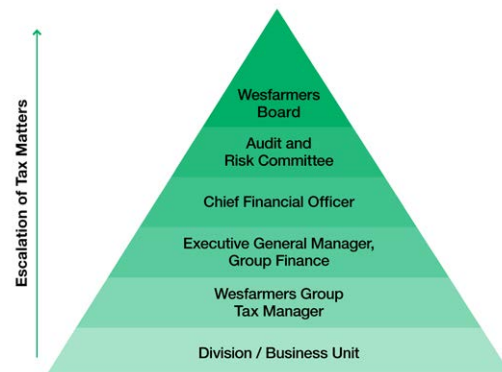 Escalation of Tax Matters
Wesfarmers
Board
Audit and
Risk Committee
Chief Financial Officer
Executive General Manager,
Group Finance
Wesfarmers Group
Tax Manager
Division / Business Unit